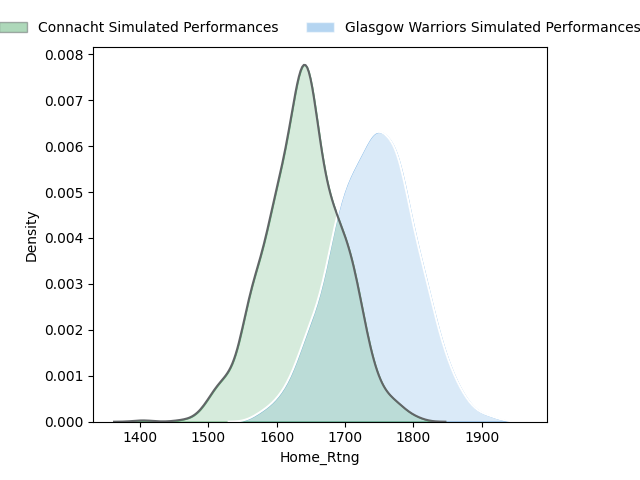 Connacht Simulated Performances
Glasgow Warriors Simulated Performances
0.008
0.007
0.006
0.005
0.004
0.003
0.002
0.001
0.000
Density
1400 1500 1600 1700 1800 1900
Home_Rtng